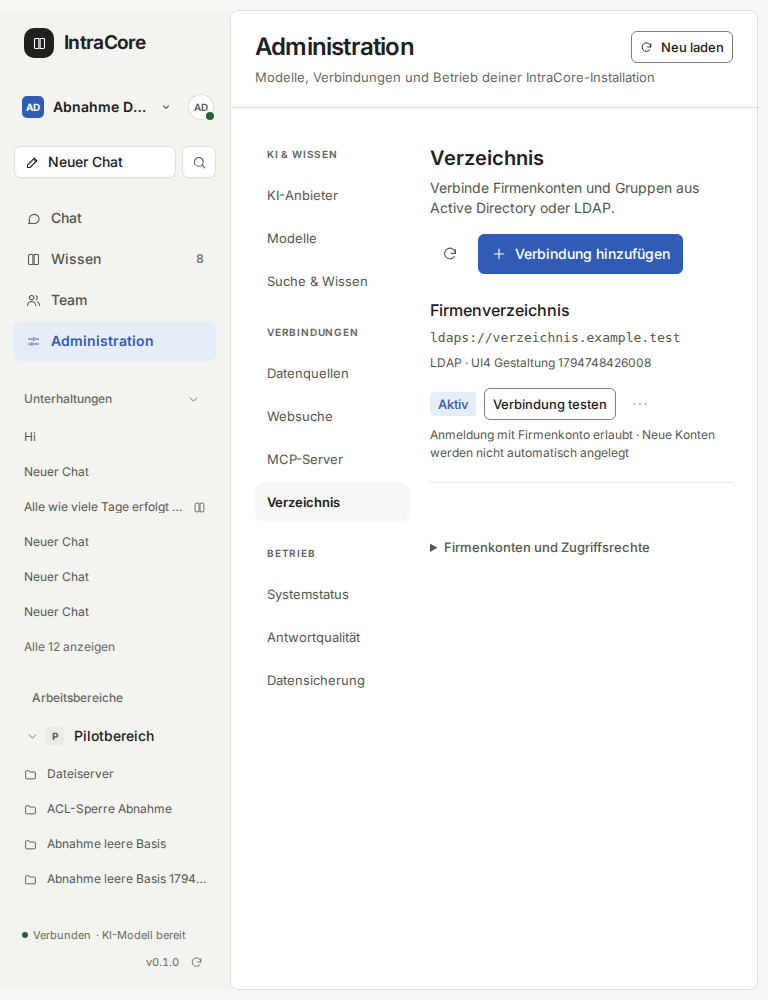 IntraCore
AD Abnahme D... AD
Neuer Chat
Chat
Wissen 8
Team
Administration
Unterhaltungen
Hi
Neuer Chat
Alle wie viele Tage erfolgt ...
Neuer Chat
Neuer Chat
Neuer Chat
Alle 12 anzeigen
Arbeitsbereiche
P Pilotbereich
Dateiserver
ACL-Sperre Abnahme
Abnahme leere Basis
Abnahme leere Basis 1794...
Verbunden · KI-Modell bereit
v0.1.0
Administration
Neu laden
Modelle, Verbindungen und Betrieb deiner IntraCore-Installation
KI & WISSEN
KI-Anbieter
Modelle
Suche & Wissen
VERBINDUNGEN
Datenquellen
Websuche
MCP-Server
Verzeichnis
BETRIEB
Systemstatus
Antwortqualität
Datensicherung
Verzeichnis
Verbinde Firmenkonten und Gruppen aus
Active Directory oder LDAP.
Verbindung hinzufügen
Firmenverzeichnis
ldaps://verzeichnis.example.test
LDAP · UI4 Gestaltung 1794748426008
Aktiv Verbindung testen ...
Anmeldung mit Firmenkonto erlaubt · Neue Konten
werden nicht automatisch angelegt
Firmenkonten und Zugriffsrechte